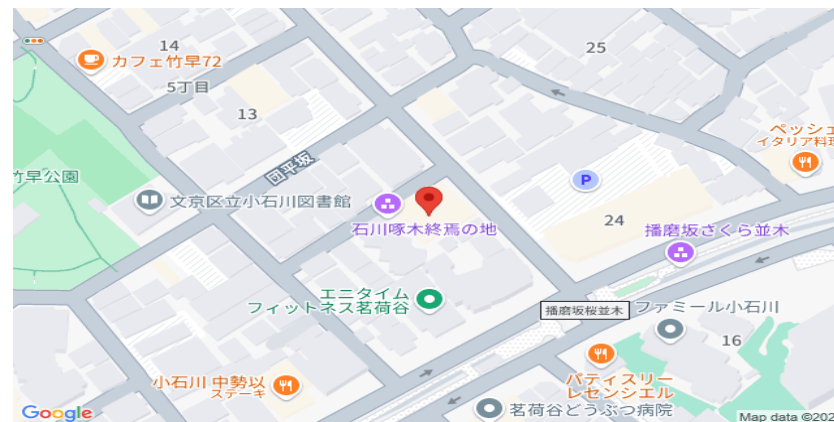 14
カフェ竹早72
5丁目
13
25
ペッシェ
イタリア料理
団平坂
竹早公園
文京区立小石川図書館
P
石川啄木終焉の地
24
播磨坂さくら並木
エニタイム
フィットネス茗荷谷
播磨坂桜並木
ファミール小石川
16
小石川 中勢以
ステーキ
パティスリー
レセンシエル
茗荷谷どうぶつ病院
Google
Map data ©202